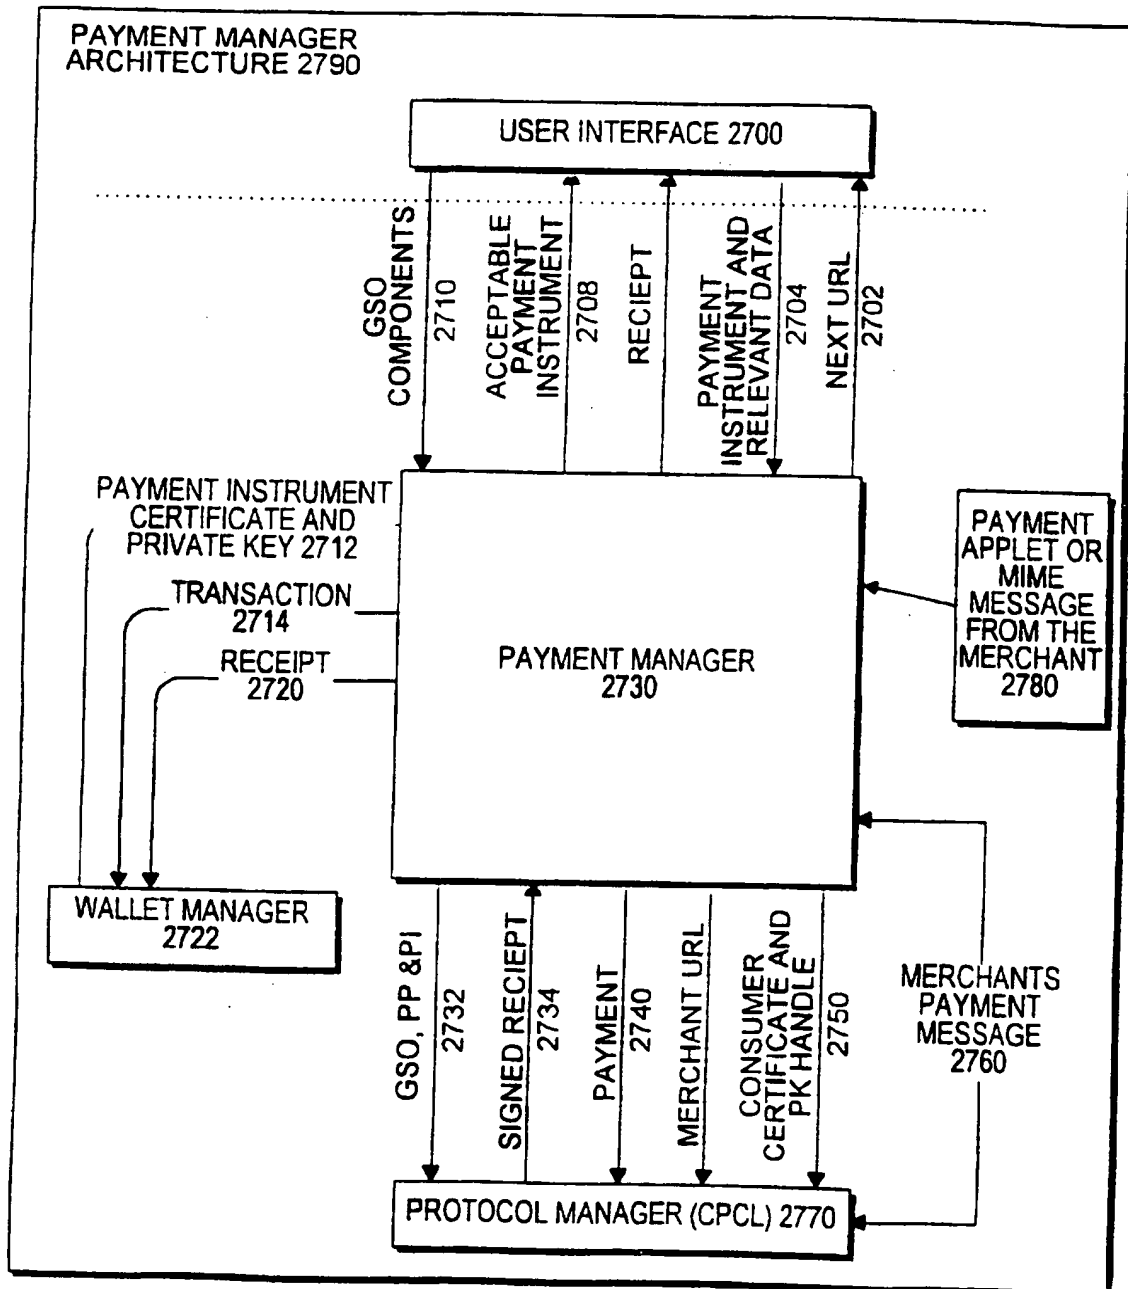 PAYMENT MANAGER
ARCHITECTURE 2790
USER INTERFACE 2700
GSO
COMPONENTS
2710
ACCEPTABLE
PAYMENT
INSTRUMENT
2708
RECIEPT
PAYMENT
INSTRUMENT AND
RELEVANT DATA
2704
NEXT URL
2702
PAYMENT INSTRUMENT
CERTIFICATE AND
PRIVATE KEY 2712
TRANSACTION
2714
RECEIPT
2720
PAYMENT MANAGER
2730
PAYMENT
APPLET OR
MIME
MESSAGE
FROM THE
MERCHANT
2780
WALLET MANAGER
2722
GSO, PP &PI
2732
SIGNED RECIEPT
2734
PAYMENT
2740
MERCHANT URL
CONSUMER
CERTIFICATE AND
PK HANDLE
2750
MERCHANTS
PAYMENT
MESSAGE
2760
PROTOCOL MANAGER (CPCL) 2770